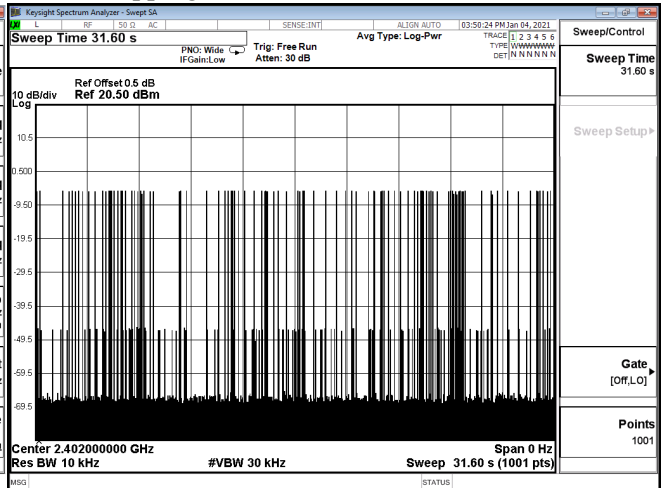 Keysight Spectrum Analyzer - Swept SA
LXI L RF 50 Ω AC SENSE:INT ALIGN AUTO 03:50:24 PM Jan 04, 2021
Sweep Time 31.60 s
PNO: Wide
IFGain:Low
Trig: Free Run
Atten: 30 dB
Avg Type: Log-Pwr
TRACE 1 2 3 4 5 6
TYPE WWWWWW
DET N N N N N N
Sweep/Control
Sweep Time
31.60 s
Sweep Setup
Gate
[Off,LO]
Points
1001
Ref Offset 0.5 dB
10 dB/div Ref 20.50 dBm
Log
10.5
0.500
-9.50
-19.5
-29.5
-39.5
-49.5
-59.5
-69.5
Center 2.402000000 GHz Span 0 Hz
Res BW 10 kHz #VBW 30 kHz Sweep 31.60 s (1001 pts)
MSG STATUS